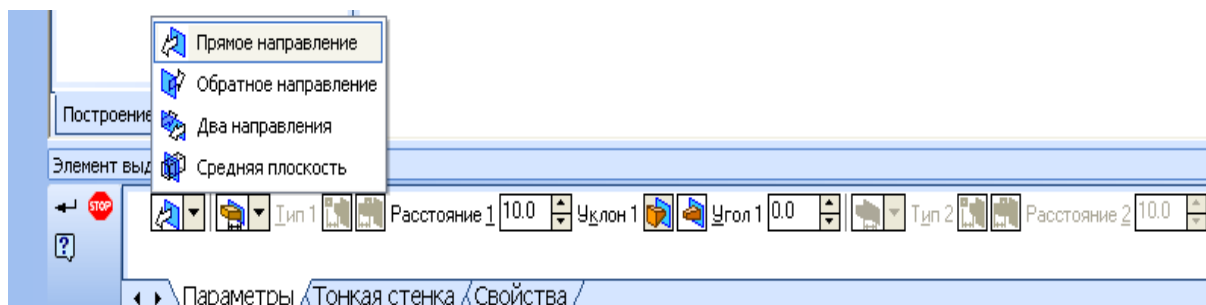 Прямое направление
Обратное направление
Два направления
Средняя плоскость
Построение
Элемент выд
STOP Тип 1 Расстояние 1 10.0 Уклон 1 Угол 1 0.0 Тип 2 Расстояние 2 10.0
?
Параметры Тонкая стенка Свойства